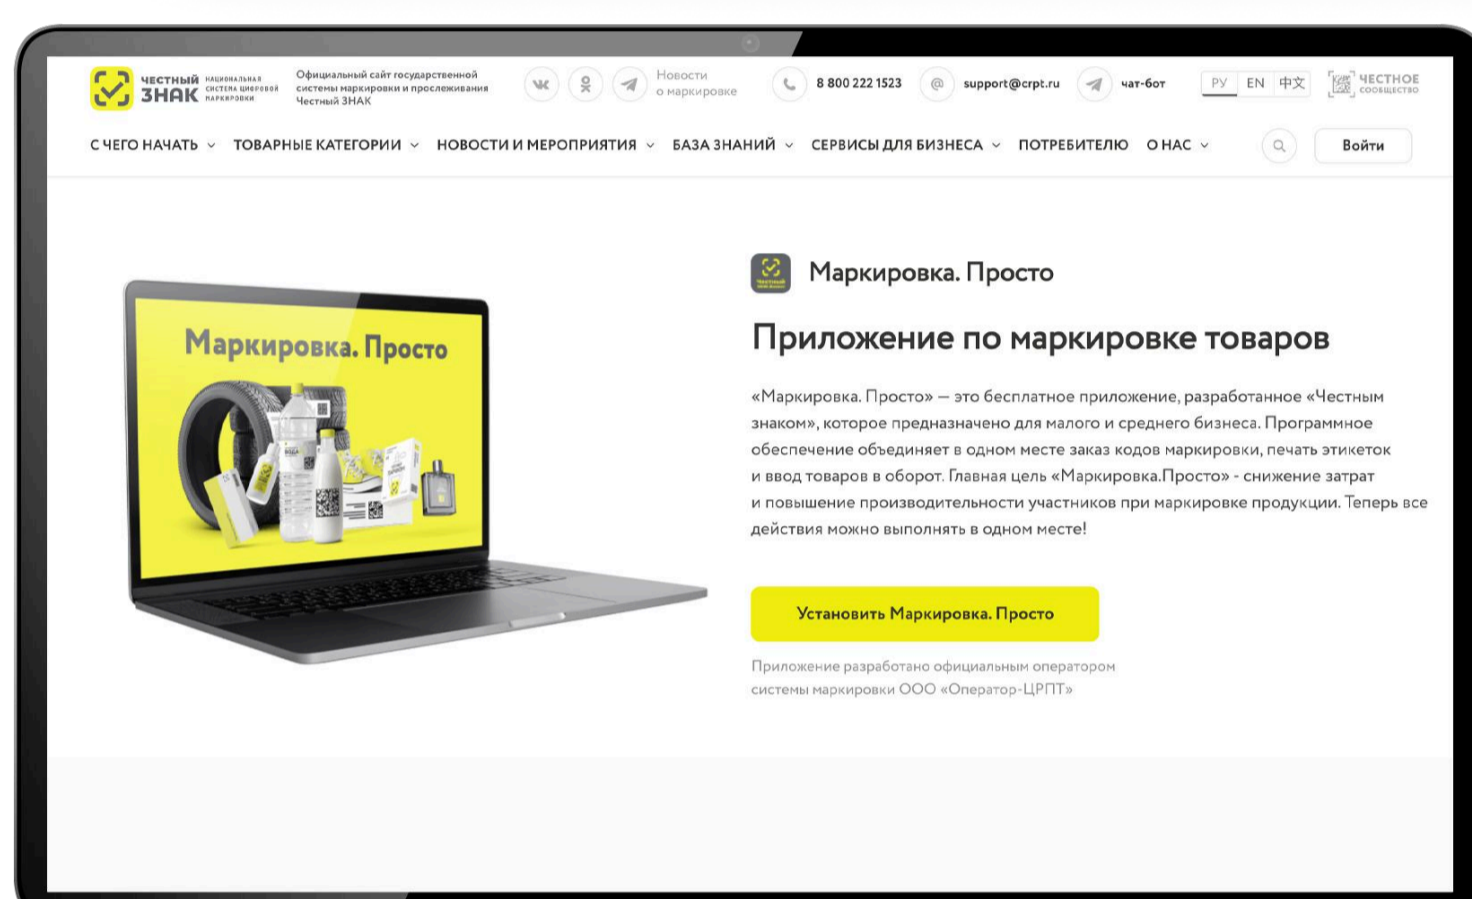 ЧЕСТНЫЙ
ЗНАК
НАЦИОНАЛЬНАЯ
СИСТЕМА ЦИФРОВОЙ
МАРКИРОВКИ
Официальный сайт государственной
системы маркировки и прослеживания
Честный ЗНАК
Новости
о маркировке
8 800 222 1523
@
support@crpt.ru
чат-бот
РУ EN 中文
ЧЕСТНОЕ
СООБЩЕСТВО
С ЧЕГО НАЧАТЬ
ТОВАРНЫЕ КАТЕГОРИИ
НОВОСТИ И МЕРОПРИЯТИЯ
БАЗА ЗНАНИЙ
СЕРВИСЫ ДЛЯ БИЗНЕСА
ПОТРЕБИТЕЛЮ
О НАС
Войти
Маркировка. Просто
Маркировка. Просто
Приложение по маркировке товаров
«Маркировка. Просто» — это бесплатное приложение, разработанное «Честным
знаком», которое предназначено для малого и среднего бизнеса. Программное
обеспечение объединяет в одном месте заказ кодов маркировки, печать этикеток
и ввод товаров в оборот. Главная цель «Маркировка.Просто» - снижение затрат
и повышение производительности участников при маркировке продукции. Теперь все
действия можно выполнять в одном месте!
Установить Маркировка. Просто
Приложение разработано официальным оператором
системы маркировки ООО «Оператор-ЦРПТ»